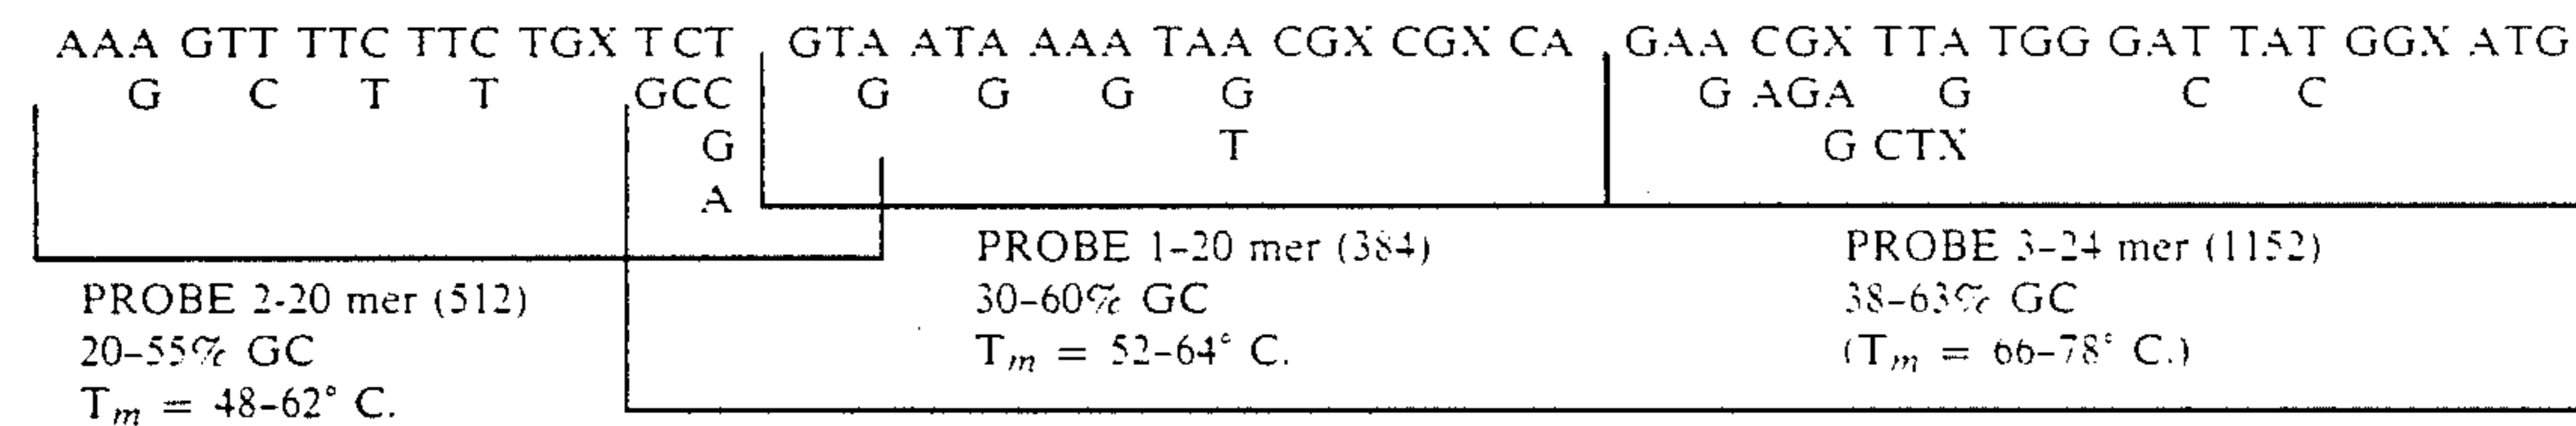 AAA GTT TTC TTC TGX TCT GTA ATA AAA TAA CGX CGX CA GAA CGX TTA TGG GAT TAT GGX ATG
G C T T GCC G G G G G AGA G C C
G T G CTX
A
PROBE 1-20 mer (384) PROBE 3-24 mer (1152)
PROBE 2-20 mer (512) 30-60% GC 38-63% GC
20-55% GC Tm = 52-64° C. (Tm = 66-78° C.)
Tm = 48-62° C.